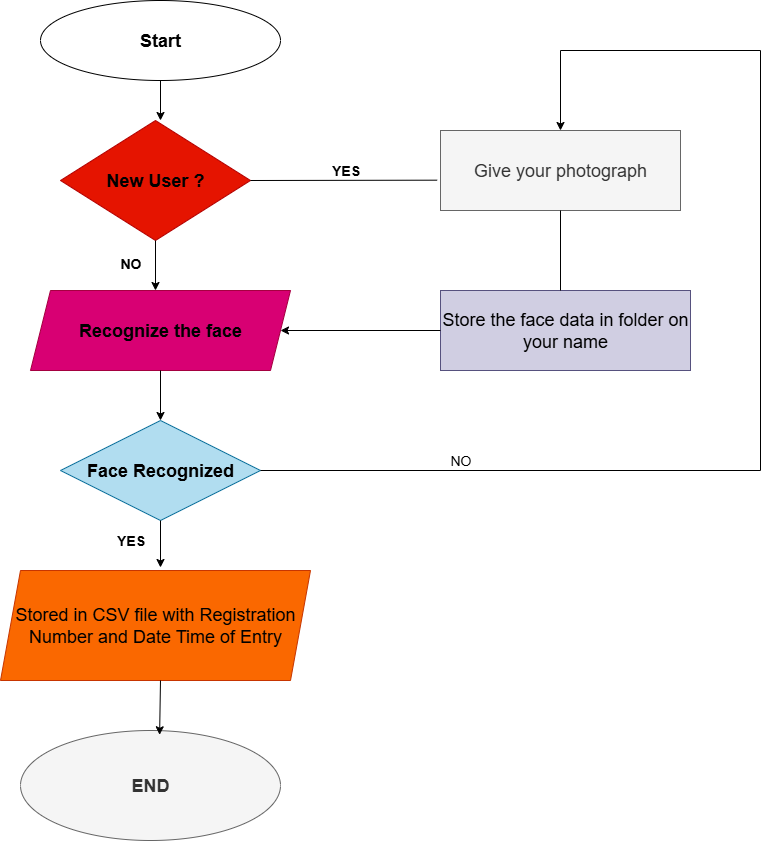 Start
New User ?
YES
Give your photograph
NO
Recognize the face
Store the face data in folder on
your name
Face Recognized
NO
YES
Stored in CSV file with Registration
Number and Date Time of Entry
END